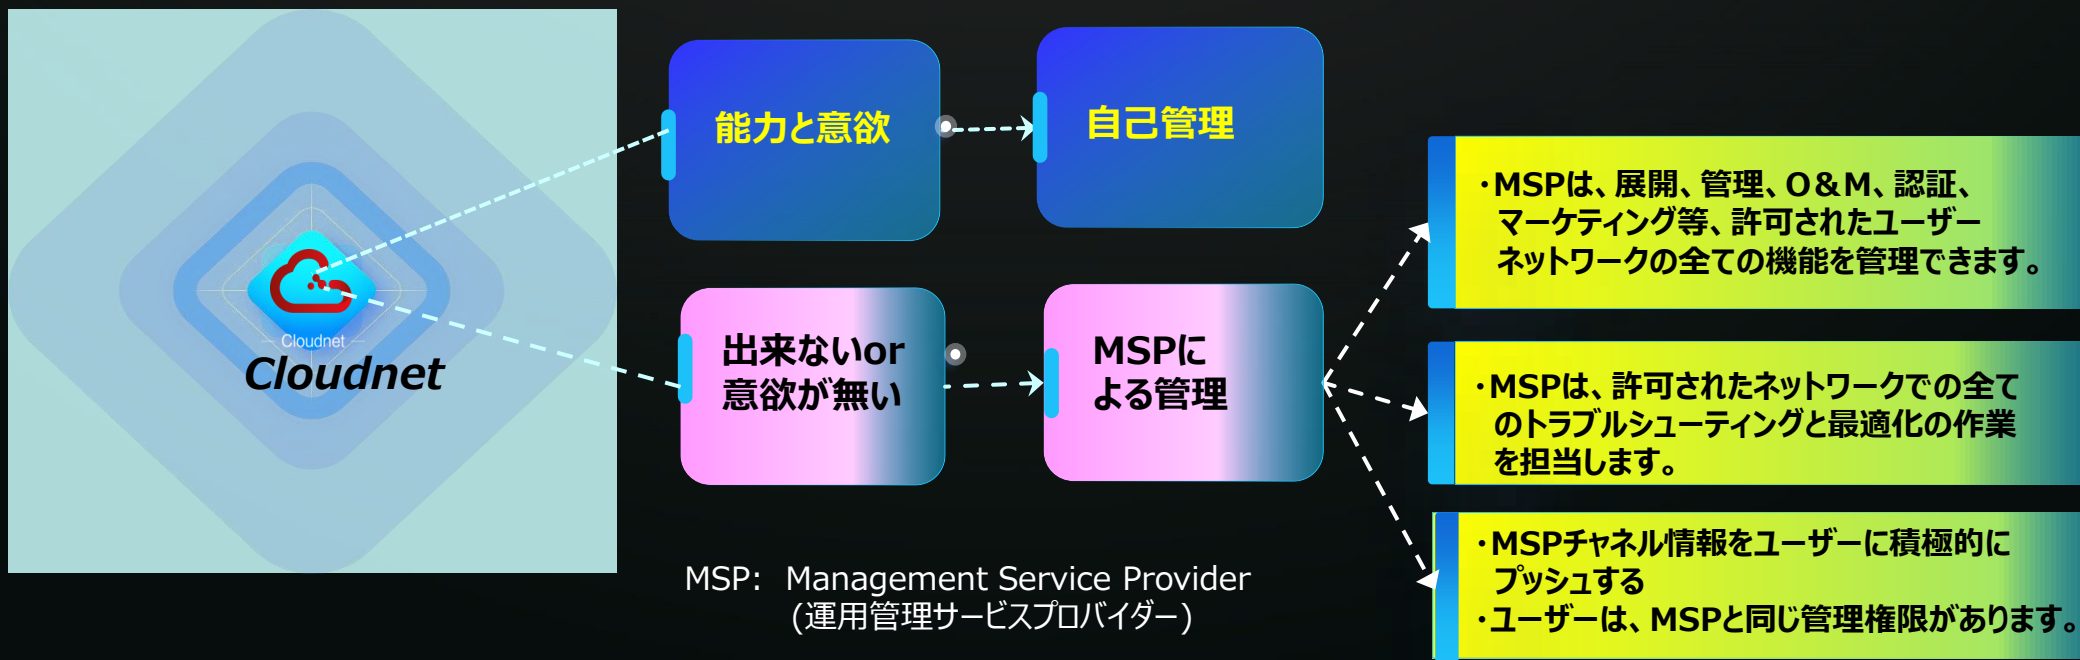 Cloudnet
Cloudnet
能力と意欲
自己管理
出来ないor
意欲が無い
MSPに
よる管理
・MSPは、展開、管理、O&M、認証、
マーケティング等、許可されたユーザー
ネットワークの全ての機能を管理できます。
・MSPは、許可されたネットワークでの全て
のトラブルシューティングと最適化の作業
を担当します。
・MSPチャネル情報をユーザーに積極的に
プッシュする
・ユーザーは、MSPと同じ管理権限があります。
MSP: Management Service Provider
(運用管理サービスプロバイダー)